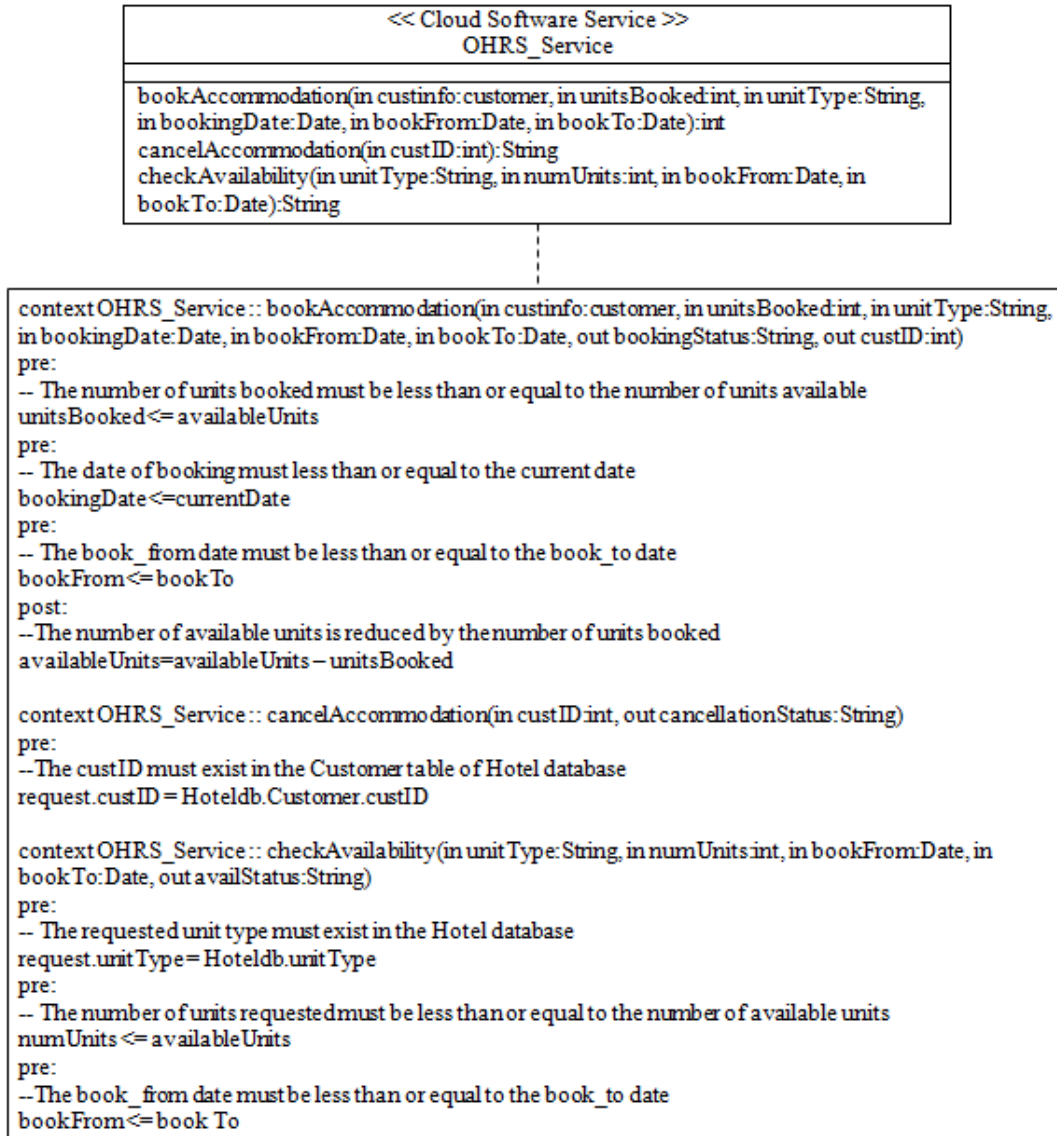 << Cloud Software Service >>
OHRS_Service
bookAccommodation(in custinfo:customer, in unitsBooked:int, in unitType:String,
in bookingDate:Date, in bookFrom:Date, in bookTo:Date):int
cancelAccommodation(in custID:int):String
checkAvailability(in unitType:String, in numUnits:int, in bookFrom:Date, in
bookTo:Date):String
context OHRS_Service:: bookAccommodation(in custinfo:customer, in unitsBooked:int, in unitType:String,
in bookingDate:Date, in bookFrom:Date, in bookTo:Date, out bookingStatus:String, out custID:int)
pre:
-- The number of units booked must be less than or equal to the number of units available
unitsBooked<= availableUnits
pre:
-- The date of booking must less than or equal to the current date
bookingDate<=currentDate
pre:
-- The book_from date must be less than or equal to the book_to date
bookFrom<= bookTo
post:
--The number of available units is reduced by the number of units booked
availableUnits=availableUnits – unitsBooked
context OHRS_Service:: cancelAccommodation(in custID:int, out cancellationStatus:String)
pre:
--The custID must exist in the Customer table of Hotel database
request.custID = Hoteldb.Customer.custID
context OHRS_Service:: checkAvailability(in unitType:String, in numUnits:int, in bookFrom:Date, in
bookTo:Date, out availStatus:String)
pre:
-- The requested unit type must exist in the Hotel database
request.unitType= Hoteldb.unitType
pre:
-- The number of units requested must be less than or equal to the number of available units
numUnits <= availableUnits
pre:
--The book_from date must be less than or equal to the book_to date
bookFrom<=book To